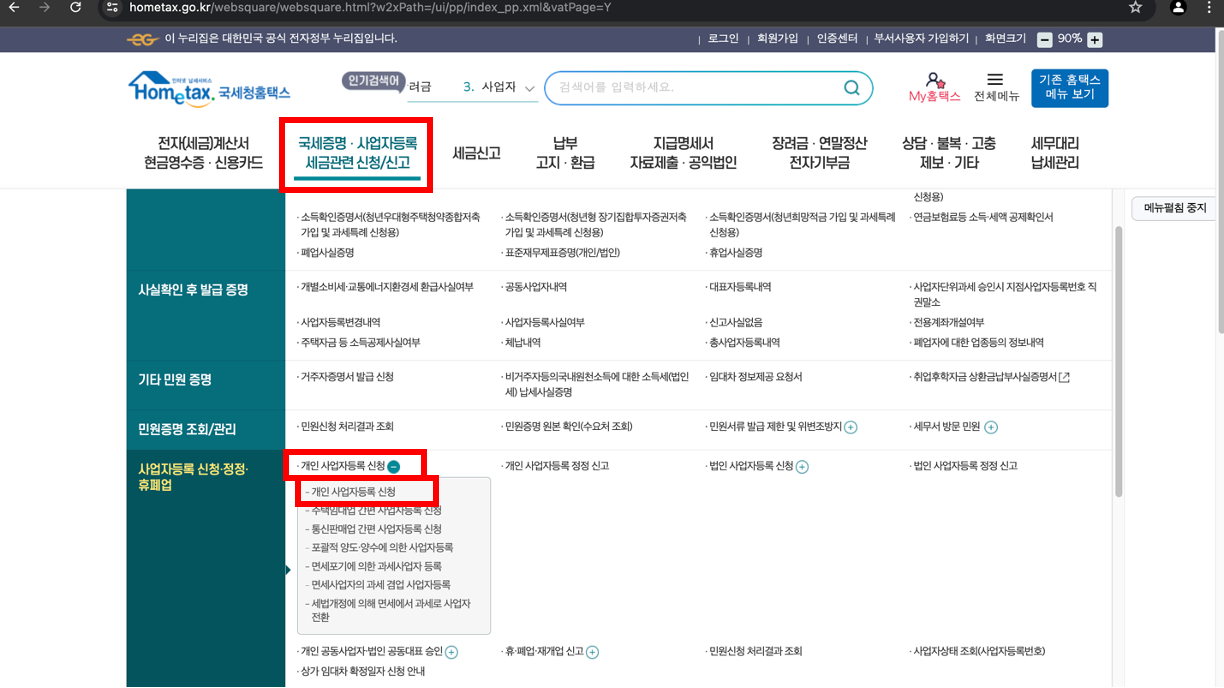 hometax.go.kr/websquare/websquare.html?w2xPath=/ui/pp/index_pp.xml&vatPage=Y
이 누리집은 대한민국 공식 전자정부 누리집입니다.
| 로그인 | 회원가입 | 인증센터 | 부서사용자 가입하기 | 화면크기 − 90% +
인터넷 납세서비스
Hometax. 국세청홈택스
인기검색어
려금
3. 사업자
검색어를 입력하세요.
My홈택스
전체메뉴
기존 홈택스
메뉴 보기
전자(세금)계산서
현금영수증·신용카드
국세증명·사업자등록
세금관련 신청/신고
세금신고
납부
고지·환급
지급명세서
자료제출·공익법인
장려금·연말정산
전자기부금
상담·불복·고충
제보·기타
세무대리
납세관리
메뉴펼침 중지
신청용)
·소득확인증명서(청년우대형주택청약종합저축
가입 및 과세특례 신청용)
·소득확인증명서(청년형 장기집합투자증권저축
가입 및 과세특례 신청용)
·소득확인증명서(청년희망적금 가입 및 과세특례
신청용)
·연금보험료등 소득·세액 공제확인서
·폐업사실증명
·표준재무제표증명(개인/법인)
·휴업사실증명
사실확인 후 발급 증명
·개별소비세·교통에너지환경세 환급사실여부
·공동사업자내역
·대표자등록내역
·사업자단위과세 승인시 지점사업자등록번호 직
권말소
·사업자등록변경내역
·사업자등록사실여부
·신고사실없음
·전용계좌개설여부
·주택자금 등 소득공제사실여부
·체납내역
·총사업자등록내역
·폐업자에 대한 업종등의 정보내역
기타 민원 증명
·거주자증명서 발급 신청
·비거주자등의국내원천소득에 대한 소득세(법인
세) 납세사실증명
·임대차 정보제공 요청서
·취업후학자금 상환금납부사실증명서
민원증명 조회/관리
·민원신청 처리결과 조회
·민원증명 원본 확인(수요처 조회)
·민원서류 발급 제한 및 위변조방지
·세무서 방문 민원
사업자등록 신청·정정·
휴폐업
·개인 사업자등록 신청
·개인 사업자등록 정정 신고
·법인 사업자등록 신청
·법인 사업자등록 정정 신고
– 개인 사업자등록 신청
– 주택임대업 간편 사업자등록 신청
– 통신판매업 간편 사업자등록 신청
– 포괄적 양도·양수에 의한 사업자등록
– 면세포기에 의한 과세사업자 등록
– 면세사업자의 과세 겸업 사업자등록
– 세법개정에 의해 면세에서 과세로 사업자
전환
·개인 공동사업자·법인 공동대표 승인
·휴·폐업·재개업 신고
·민원신청 처리결과 조회
·사업자상태 조회(사업자등록번호)
·상가 임대차 확정일자 신청 안내